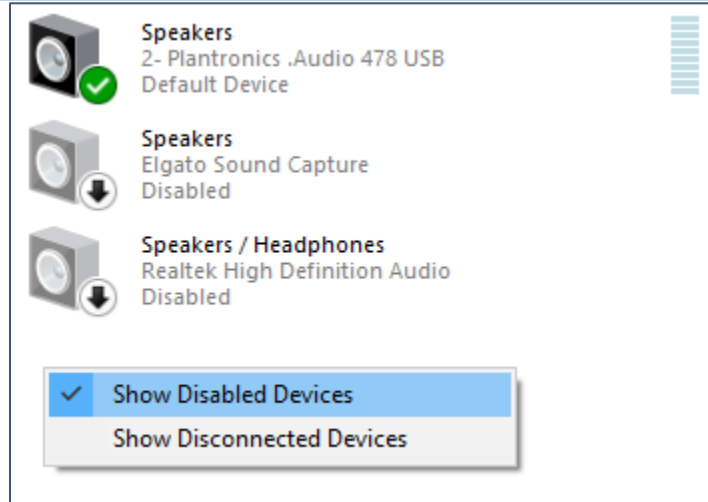 Speakers
2- Plantronics .Audio 478 USB
Default Device
Speakers
Elgato Sound Capture
Disabled
Speakers / Headphones
Realtek High Definition Audio
Disabled
Show Disabled Devices
Show Disconnected Devices